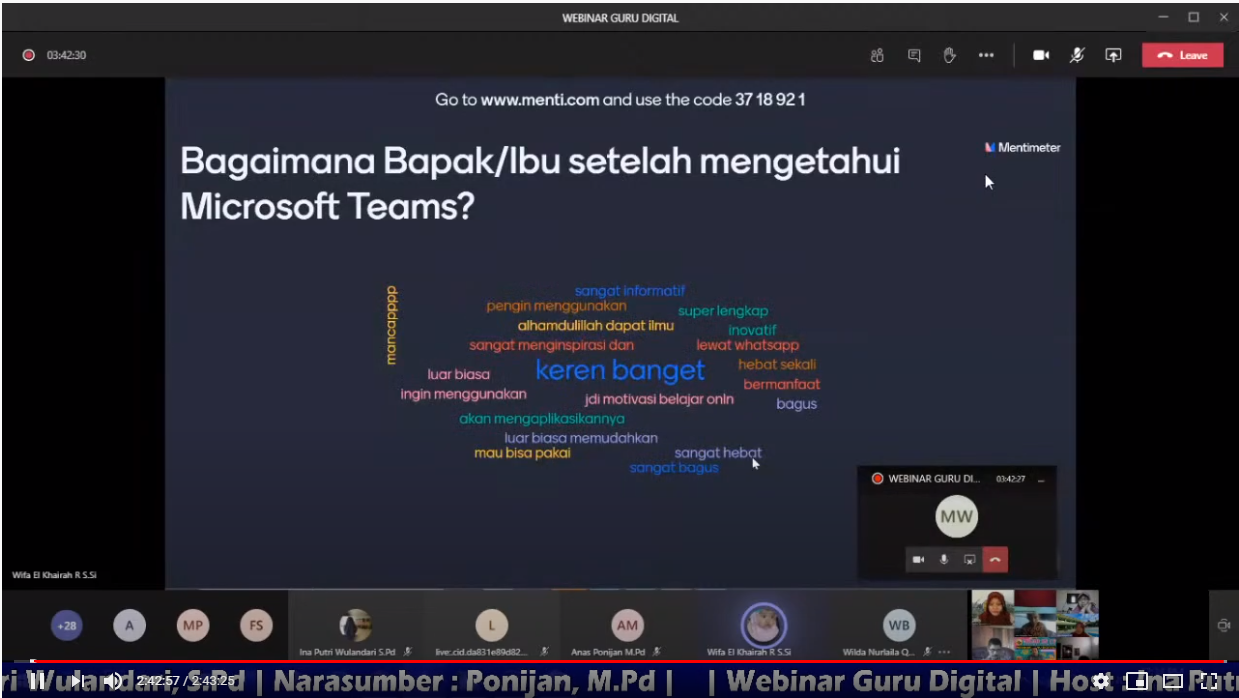 WEBINAR GURU DIGITAL
03:42:30
Leave
Go to www.menti.com and use the code 37 18 92 1
Bagaimana Bapak/Ibu setelah mengetahui
Microsoft Teams?
Mentimeter
mancapppp
sangat informatif
pengin menggunakan
super lengkap
alhamdulillah dapat ilmu
inovatif
sangat menginspirasi dan
lewat whatsapp
keren banget
hebat sekali
luar biasa
bermanfaat
ingin menggunakan
jdi motivasi belajar onln
bagus
akan mengaplikasikannya
luar biasa memudahkan
mau bisa pakai
sangat hebat
sangat bagus
WEBINAR GURU DI... 03:42:27 ...
MW
Wifa El Khairah R S.Si
+28
A
MP
FS
L
AM
WB
Ina Putri Wulandari S.Pd
live:.cid.da831e89d82...
Anas Ponijan M.Pd
Wifa El Khairah R S.Si
Wilda Nurlaila Q...
ri Wulandari, S.Pd | Narasumber : Ponijan, M.Pd | | Webinar Guru Digital | Host : Ina Putr
2:42:57 / 2:43:25